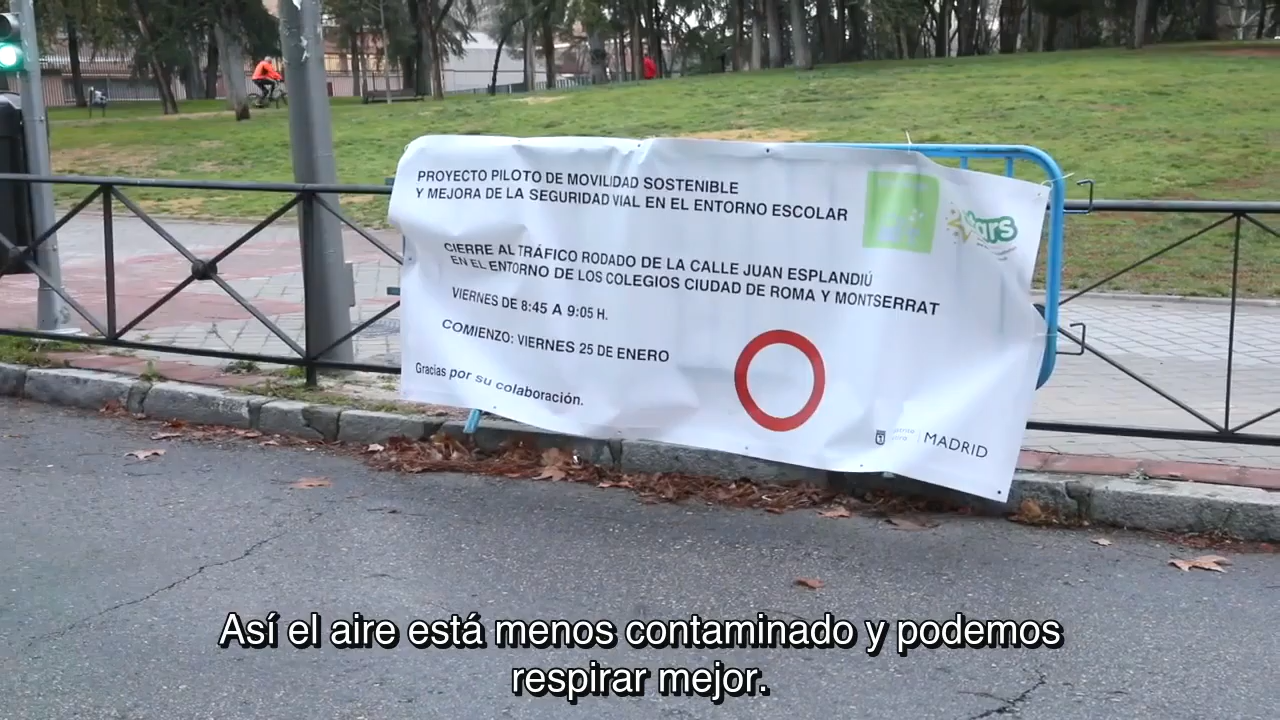 PROYECTO PILOTO DE MOVILIDAD SOSTENIBLE
Y MEJORA DE LA SEGURIDAD VIAL EN EL ENTORNO ESCOLAR
CIERRE AL TRÁFICO RODADO DE LA CALLE JUAN ESPLANDIÚ
EN EL ENTORNO DE LOS COLEGIOS CIUDAD DE ROMA Y MONTSERRAT
VIERNES DE 8:45 A 9:05 H.
COMIENZO: VIERNES 25 DE ENERO
Gracias por su colaboración.
MADRID
Así el aire está menos contaminado y podemos
respirar mejor.